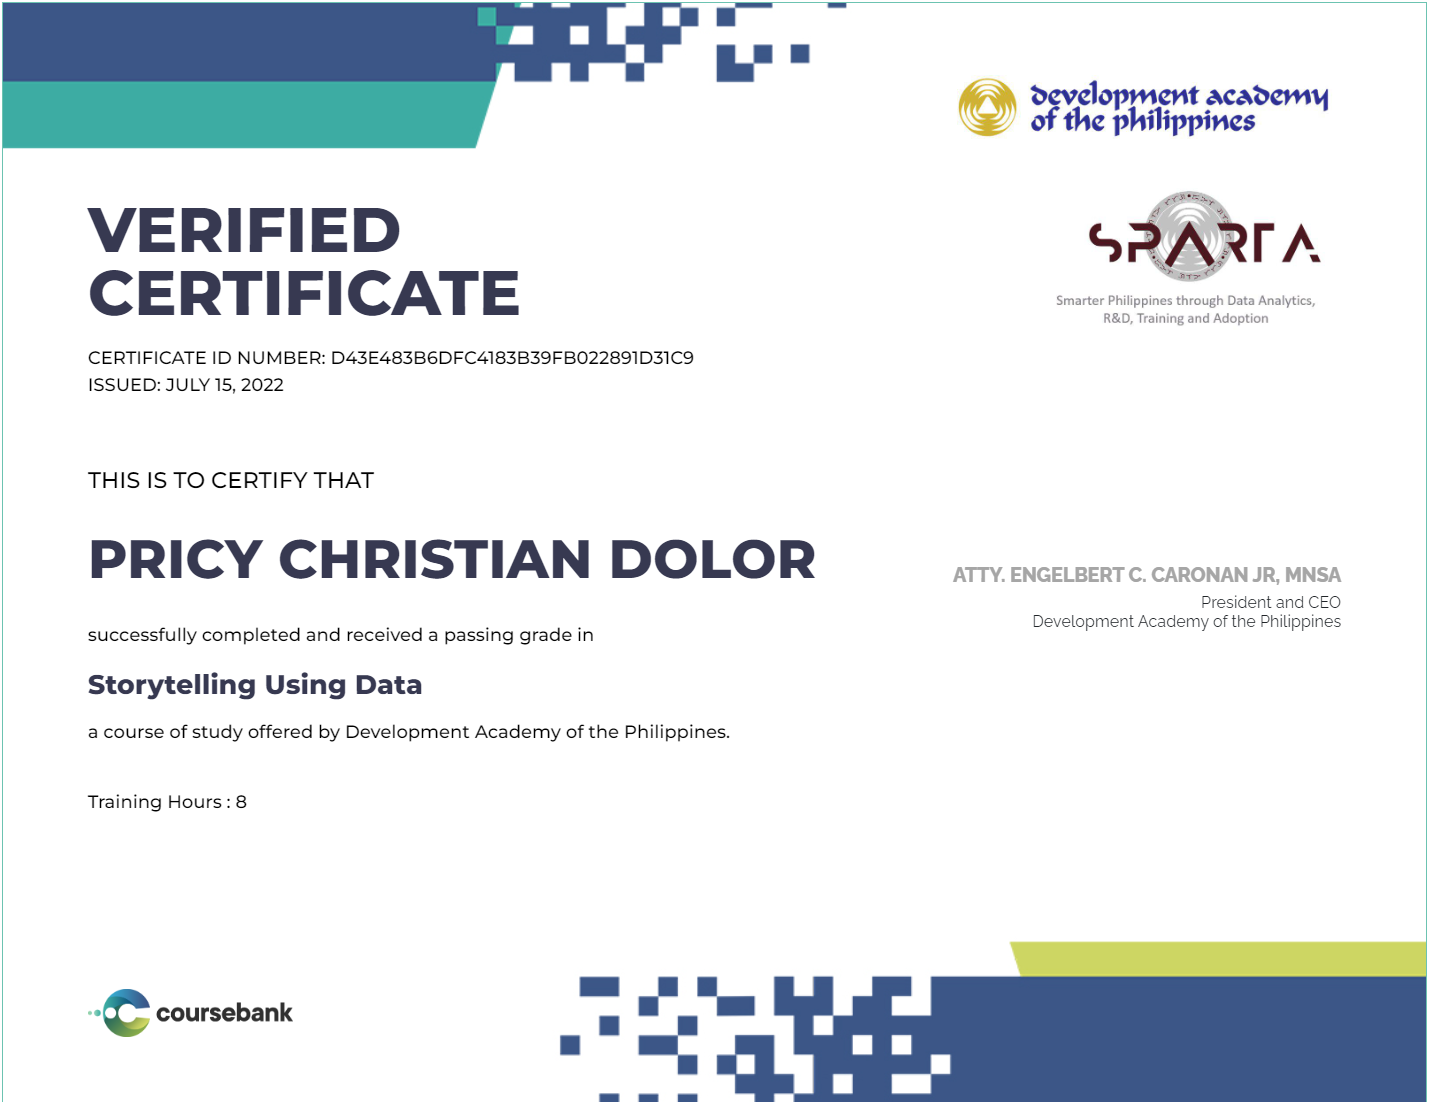 development academy
of the philippines
SPARTA
Smarter Philippines through Data Analytics,
R&D, Training and Adoption
VERIFIED
CERTIFICATE
CERTIFICATE ID NUMBER: D43E483B6DFC4183B39FB022891D31C9
ISSUED: JULY 15, 2022
THIS IS TO CERTIFY THAT
PRICY CHRISTIAN DOLOR
successfully completed and received a passing grade in
Storytelling Using Data
a course of study offered by Development Academy of the Philippines.
Training Hours : 8
ATTY. ENGELBERT C. CARONAN JR, MNSA
President and CEO
Development Academy of the Philippines
coursebank